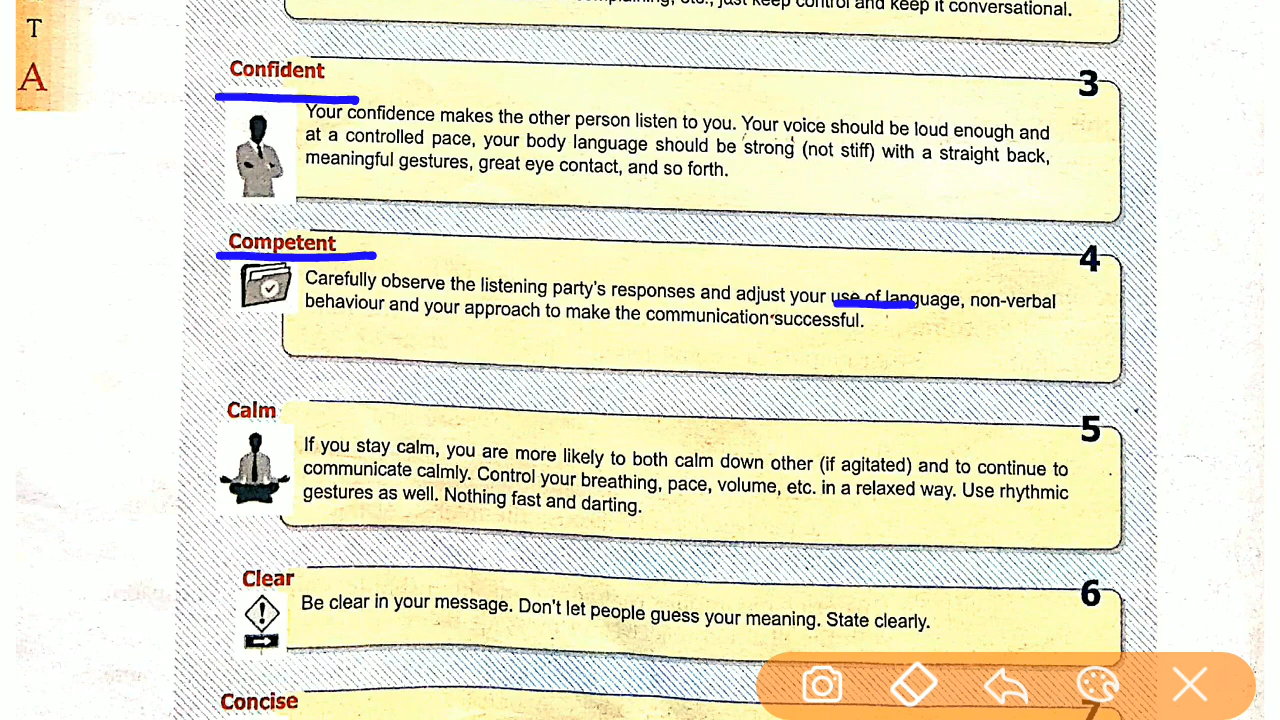 T
A
etc., just keep control and keep it conversational.
Confident
3
Your confidence makes the other person listen to you. Your voice should be loud enough and
at a controlled pace, your body language should be strong (not stiff) with a straight back,
meaningful gestures, great eye contact, and so forth.
Competent
4
Carefully observe the listening party's responses and adjust your use of language, non-verbal
behaviour and your approach to make the communication successful.
Calm
5
If you stay calm, you are more likely to both calm down other (if agitated) and to continue to
communicate calmly. Control your breathing, pace, volume, etc. in a relaxed way. Use rhythmic
gestures as well. Nothing fast and darting.
Clear
6
Be clear in your message. Don't let people guess your meaning. State clearly.
Concise
7